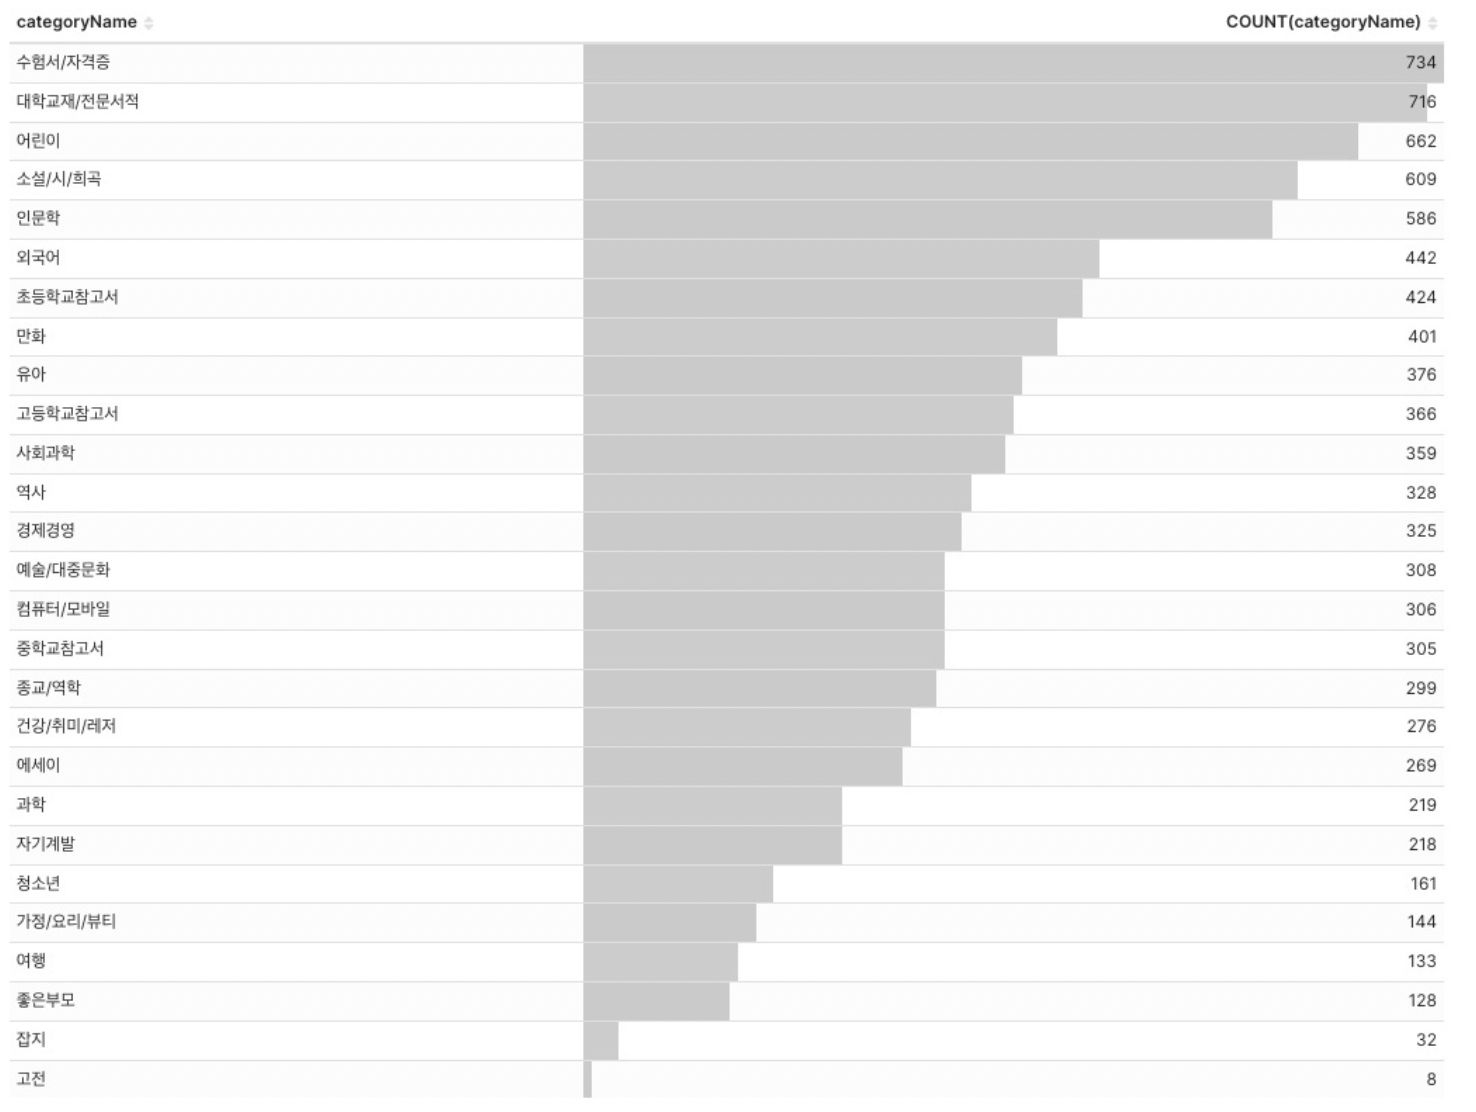 categoryName COUNT(categoryName)
수험서/자격증 734
대학교재/전문서적 716
어린이 662
소설/시/희곡 609
인문학 586
외국어 442
초등학교참고서 424
만화 401
유아 376
고등학교참고서 366
사회과학 359
역사 328
경제경영 325
예술/대중문화 308
컴퓨터/모바일 306
중학교참고서 305
종교/역학 299
건강/취미/레저 276
에세이 269
과학 219
자기계발 218
청소년 161
가정/요리/뷰티 144
여행 133
좋은부모 128
잡지 32
고전 8